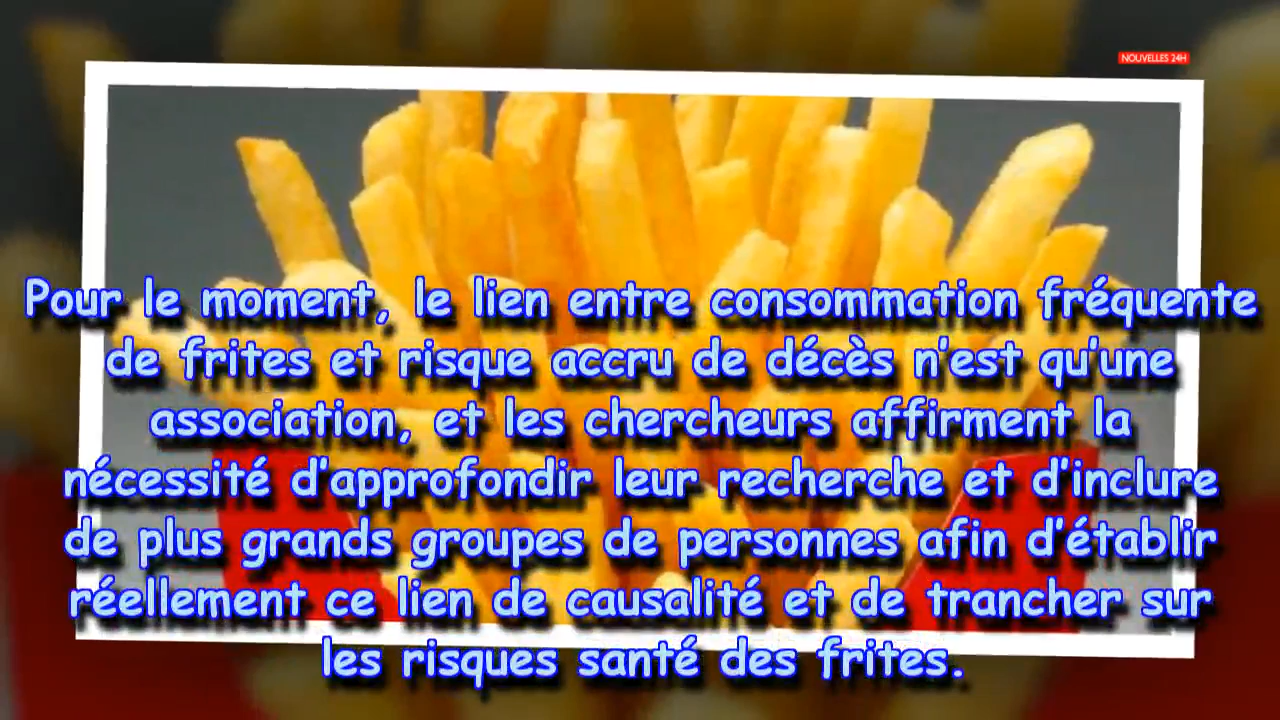 NOUVELLES 24H
Pour le moment, le lien entre consommation fréquente
de frites et risque accru de décès n'est qu'une
association, et les chercheurs affirment la
nécessité d'approfondir leur recherche et d'inclure
de plus grands groupes de personnes afin d'établir
réellement ce lien de causalité et de trancher sur
les risques santé des frites.